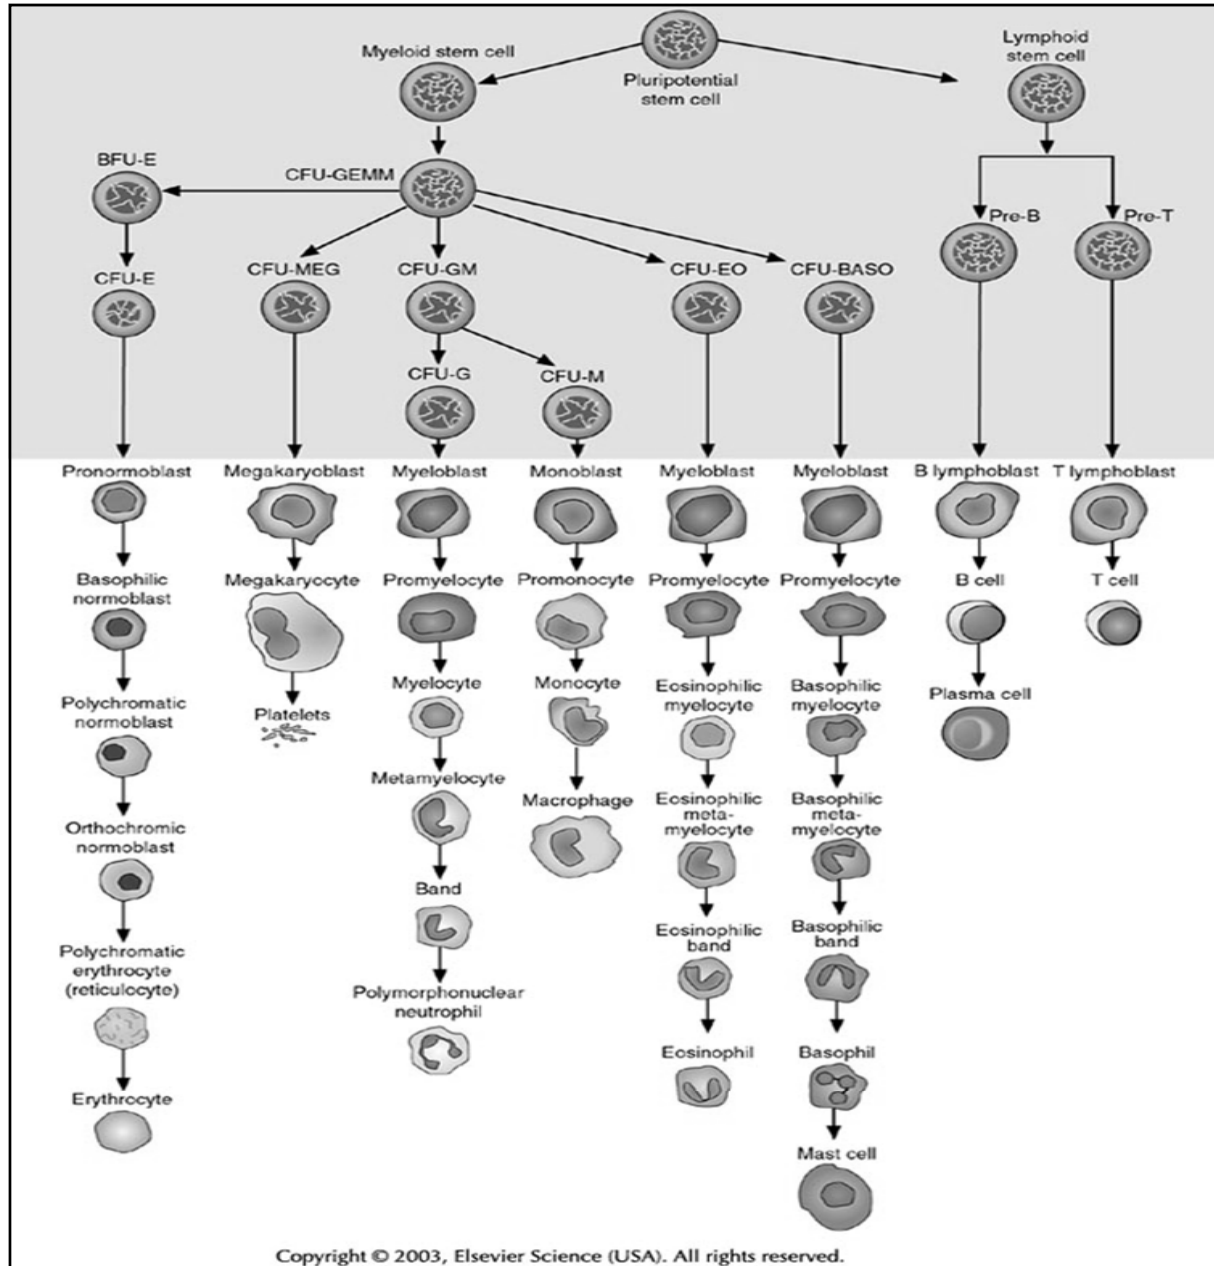 Myeloid stem cell
Pluripotential
stem cell
Lymphoid
stem cell
BFU-E
CFU-GEMM
Pre-B
Pre-T
CFU-E
CFU-MEG
CFU-GM
CFU-EO
CFU-BASO
CFU-G
CFU-M
Pronormoblast
Megakaryoblast
Myeloblast
Monoblast
Myeloblast
Myeloblast
B lymphoblast
T lymphoblast
Basophilic
normoblast
Megakaryocyte
Promyelocyte
Promonocyte
Promyelocyte
Promyelocyte
B cell
T cell
Polychromatic
normoblast
Platelets
Myelocyte
Monocyte
Eosinophilic
myelocyte
Basophilic
myelocyte
Plasma cell
Orthochromic
normoblast
Metamyelocyte
Macrophage
Eosinophilic
meta-
myelocyte
Basophilic
meta-
myelocyte
Polychromatic
erythrocyte
(reticulocyte)
Band
Eosinophilic
band
Basophilic
band
Polymorphonuclear
neutrophil
Eosinophil
Basophil
Erythrocyte
Mast cell
Copyright © 2003, Elsevier Science (USA). All rights reserved.